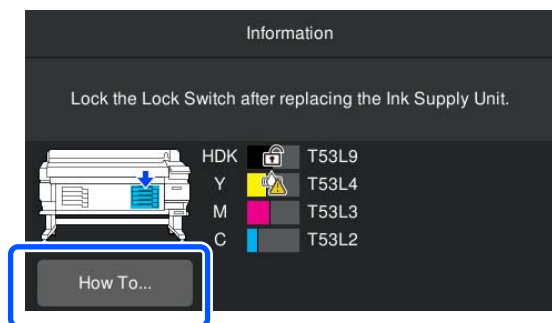 Information
Lock the Lock Switch after replacing the Ink Supply Unit.
HDK T53L9
Y T53L4
M T53L3
C T53L2
How To...